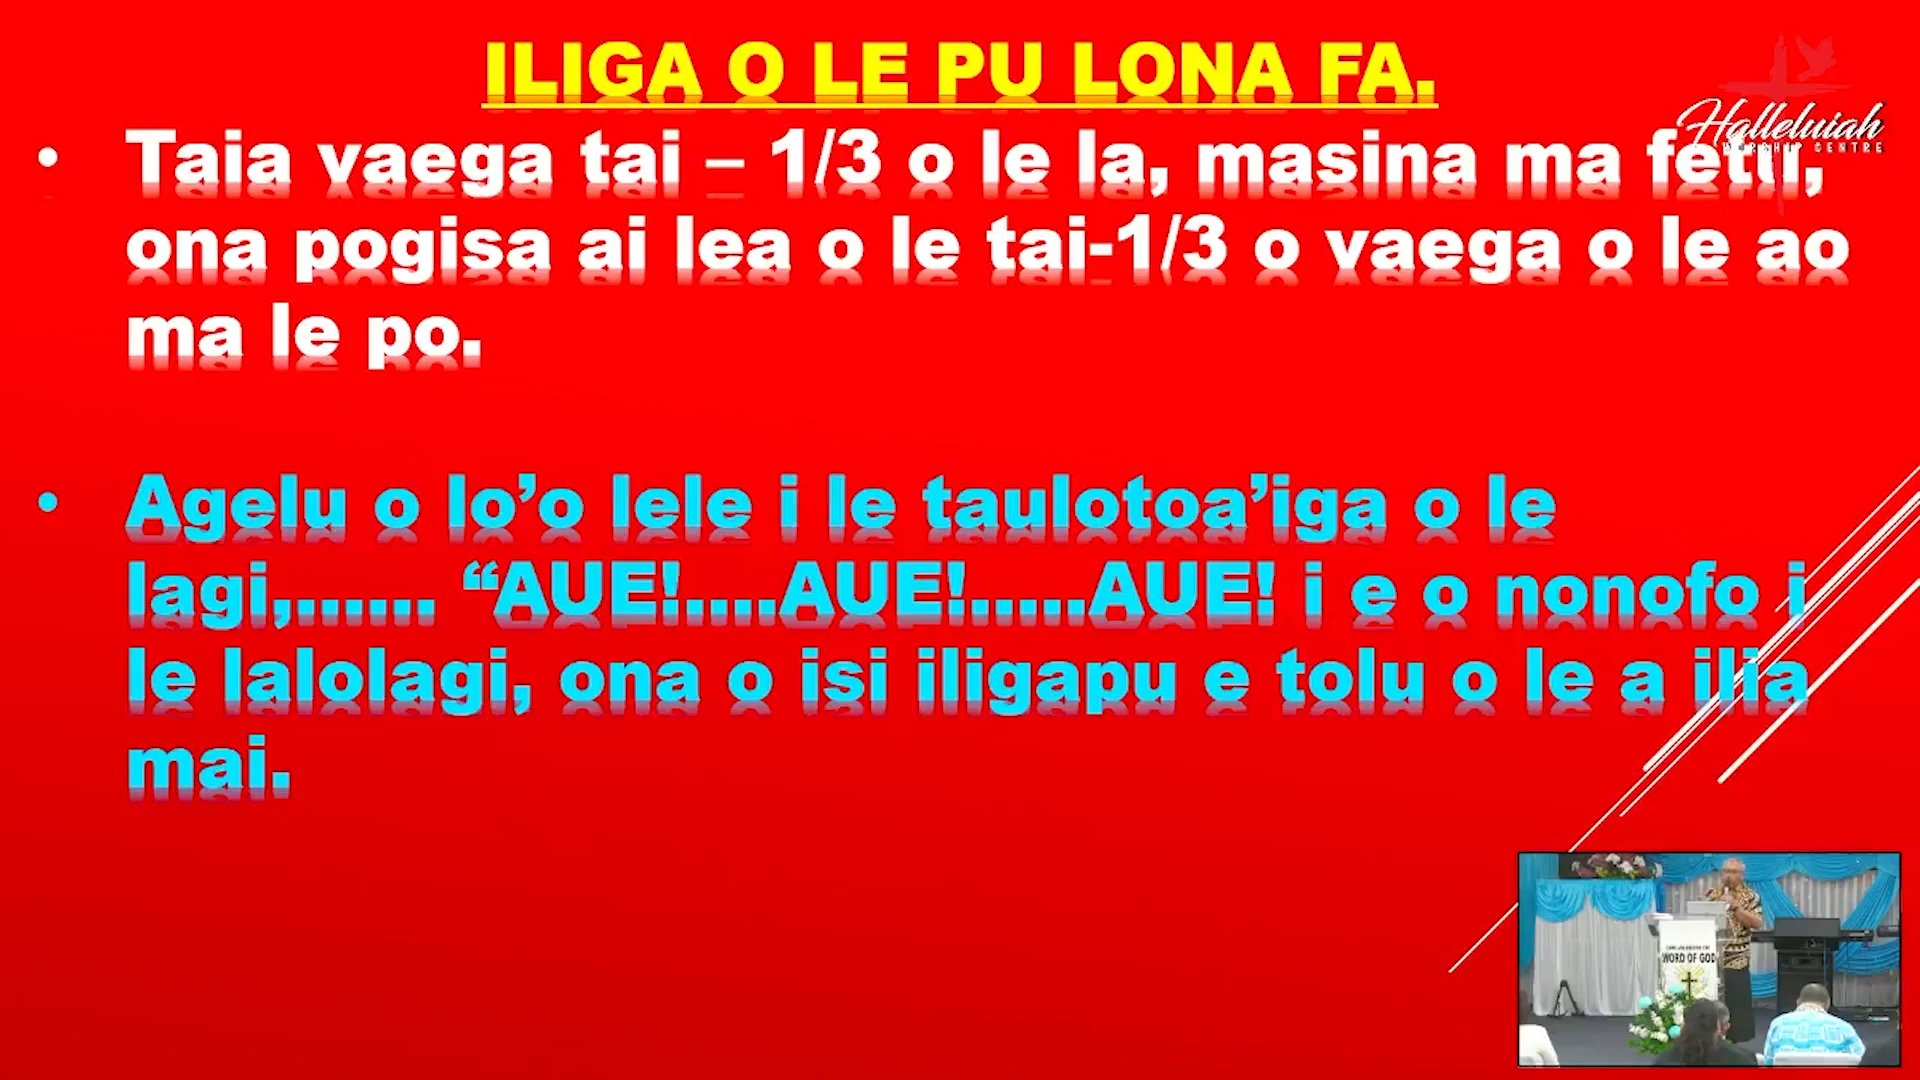 ILIGA O LE PU LONA FA.
Halleluiah
WORSHIP CENTRE
• Taia vaega tai – 1/3 o le la, masina ma fetu,
ona pogisa ai lea o le tai-1/3 o vaega o le ao
ma le po.
• Agelu o lo’o lele i le taulotoa’iga o le
lagi,...... “AUE!....AUE!.....AUE! i e o nonofo i
le lalolagi, ona o isi iligapu e tolu o le a ilia
mai.
WORD OF GOD